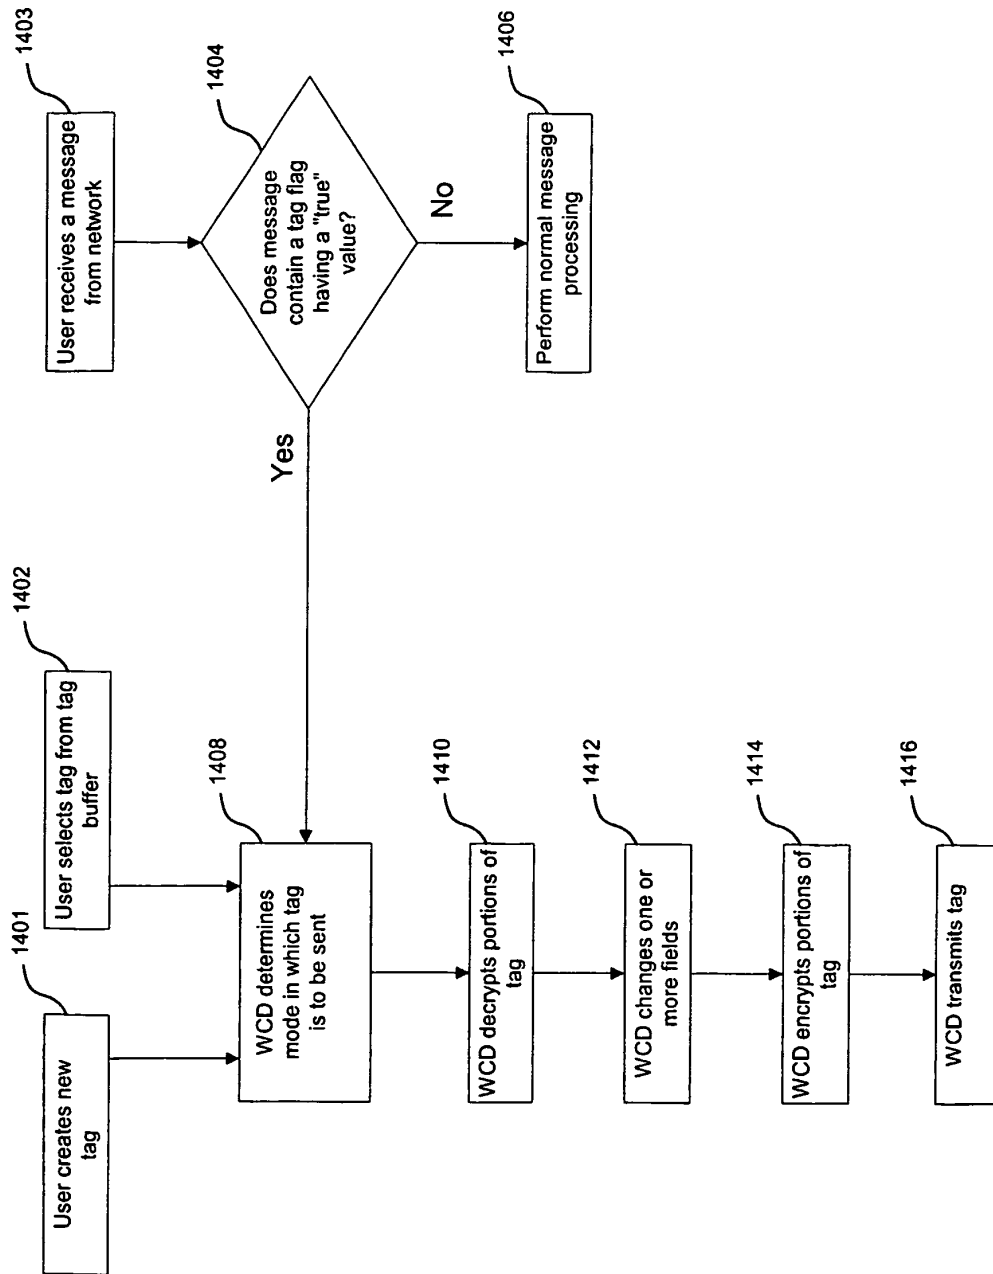 1401
User creates new
tag
1402
User selects tag from tag
buffer
1403
User receives a message
from network
1404
Does message
contain a tag flag
having a "true"
value?
Yes
No
1406
Perform normal message
processing
1408
WCD determines
mode in which tag
is to be sent
1410
WCD decrypts portions of
tag
1412
WCD changes one or
more fields
1414
WCD encrypts portions of
tag
1416
WCD transmits tag